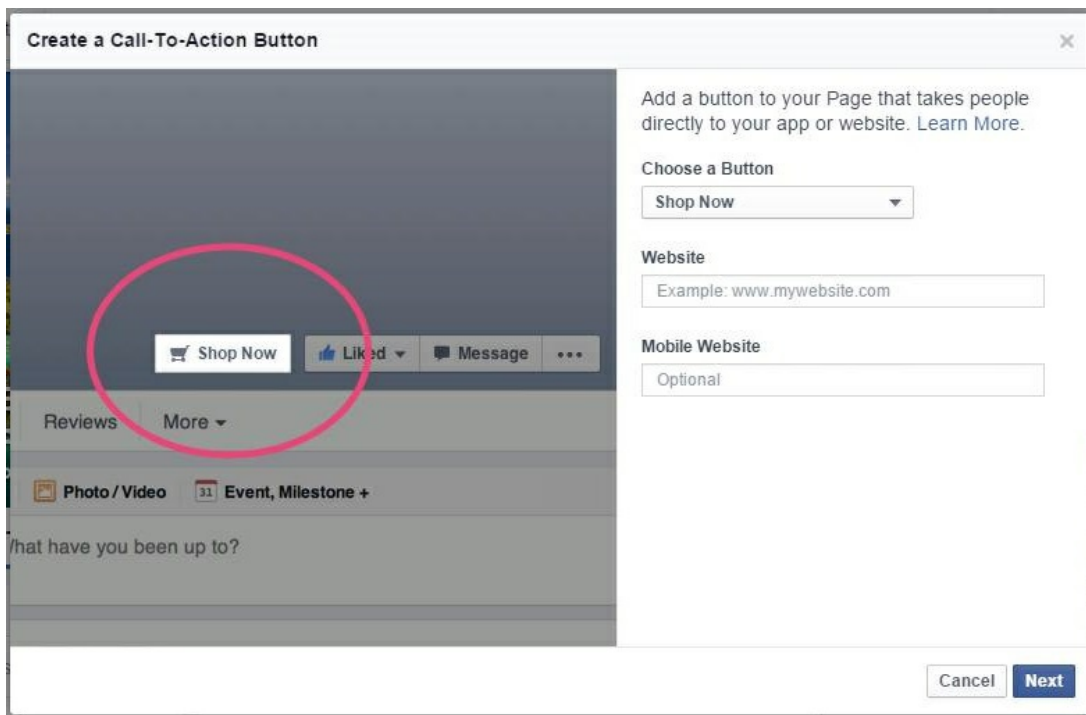 Create a Call-To-Action Button
Add a button to your Page that takes people
directly to your app or website. Learn More.
Choose a Button
Shop Now
Website
Example: www.mywebsite.com
Mobile Website
Optional
Shop Now
Liked
Message
Reviews
More
Photo / Video
31
Event, Milestone +
hat have you been up to?
Cancel
Next